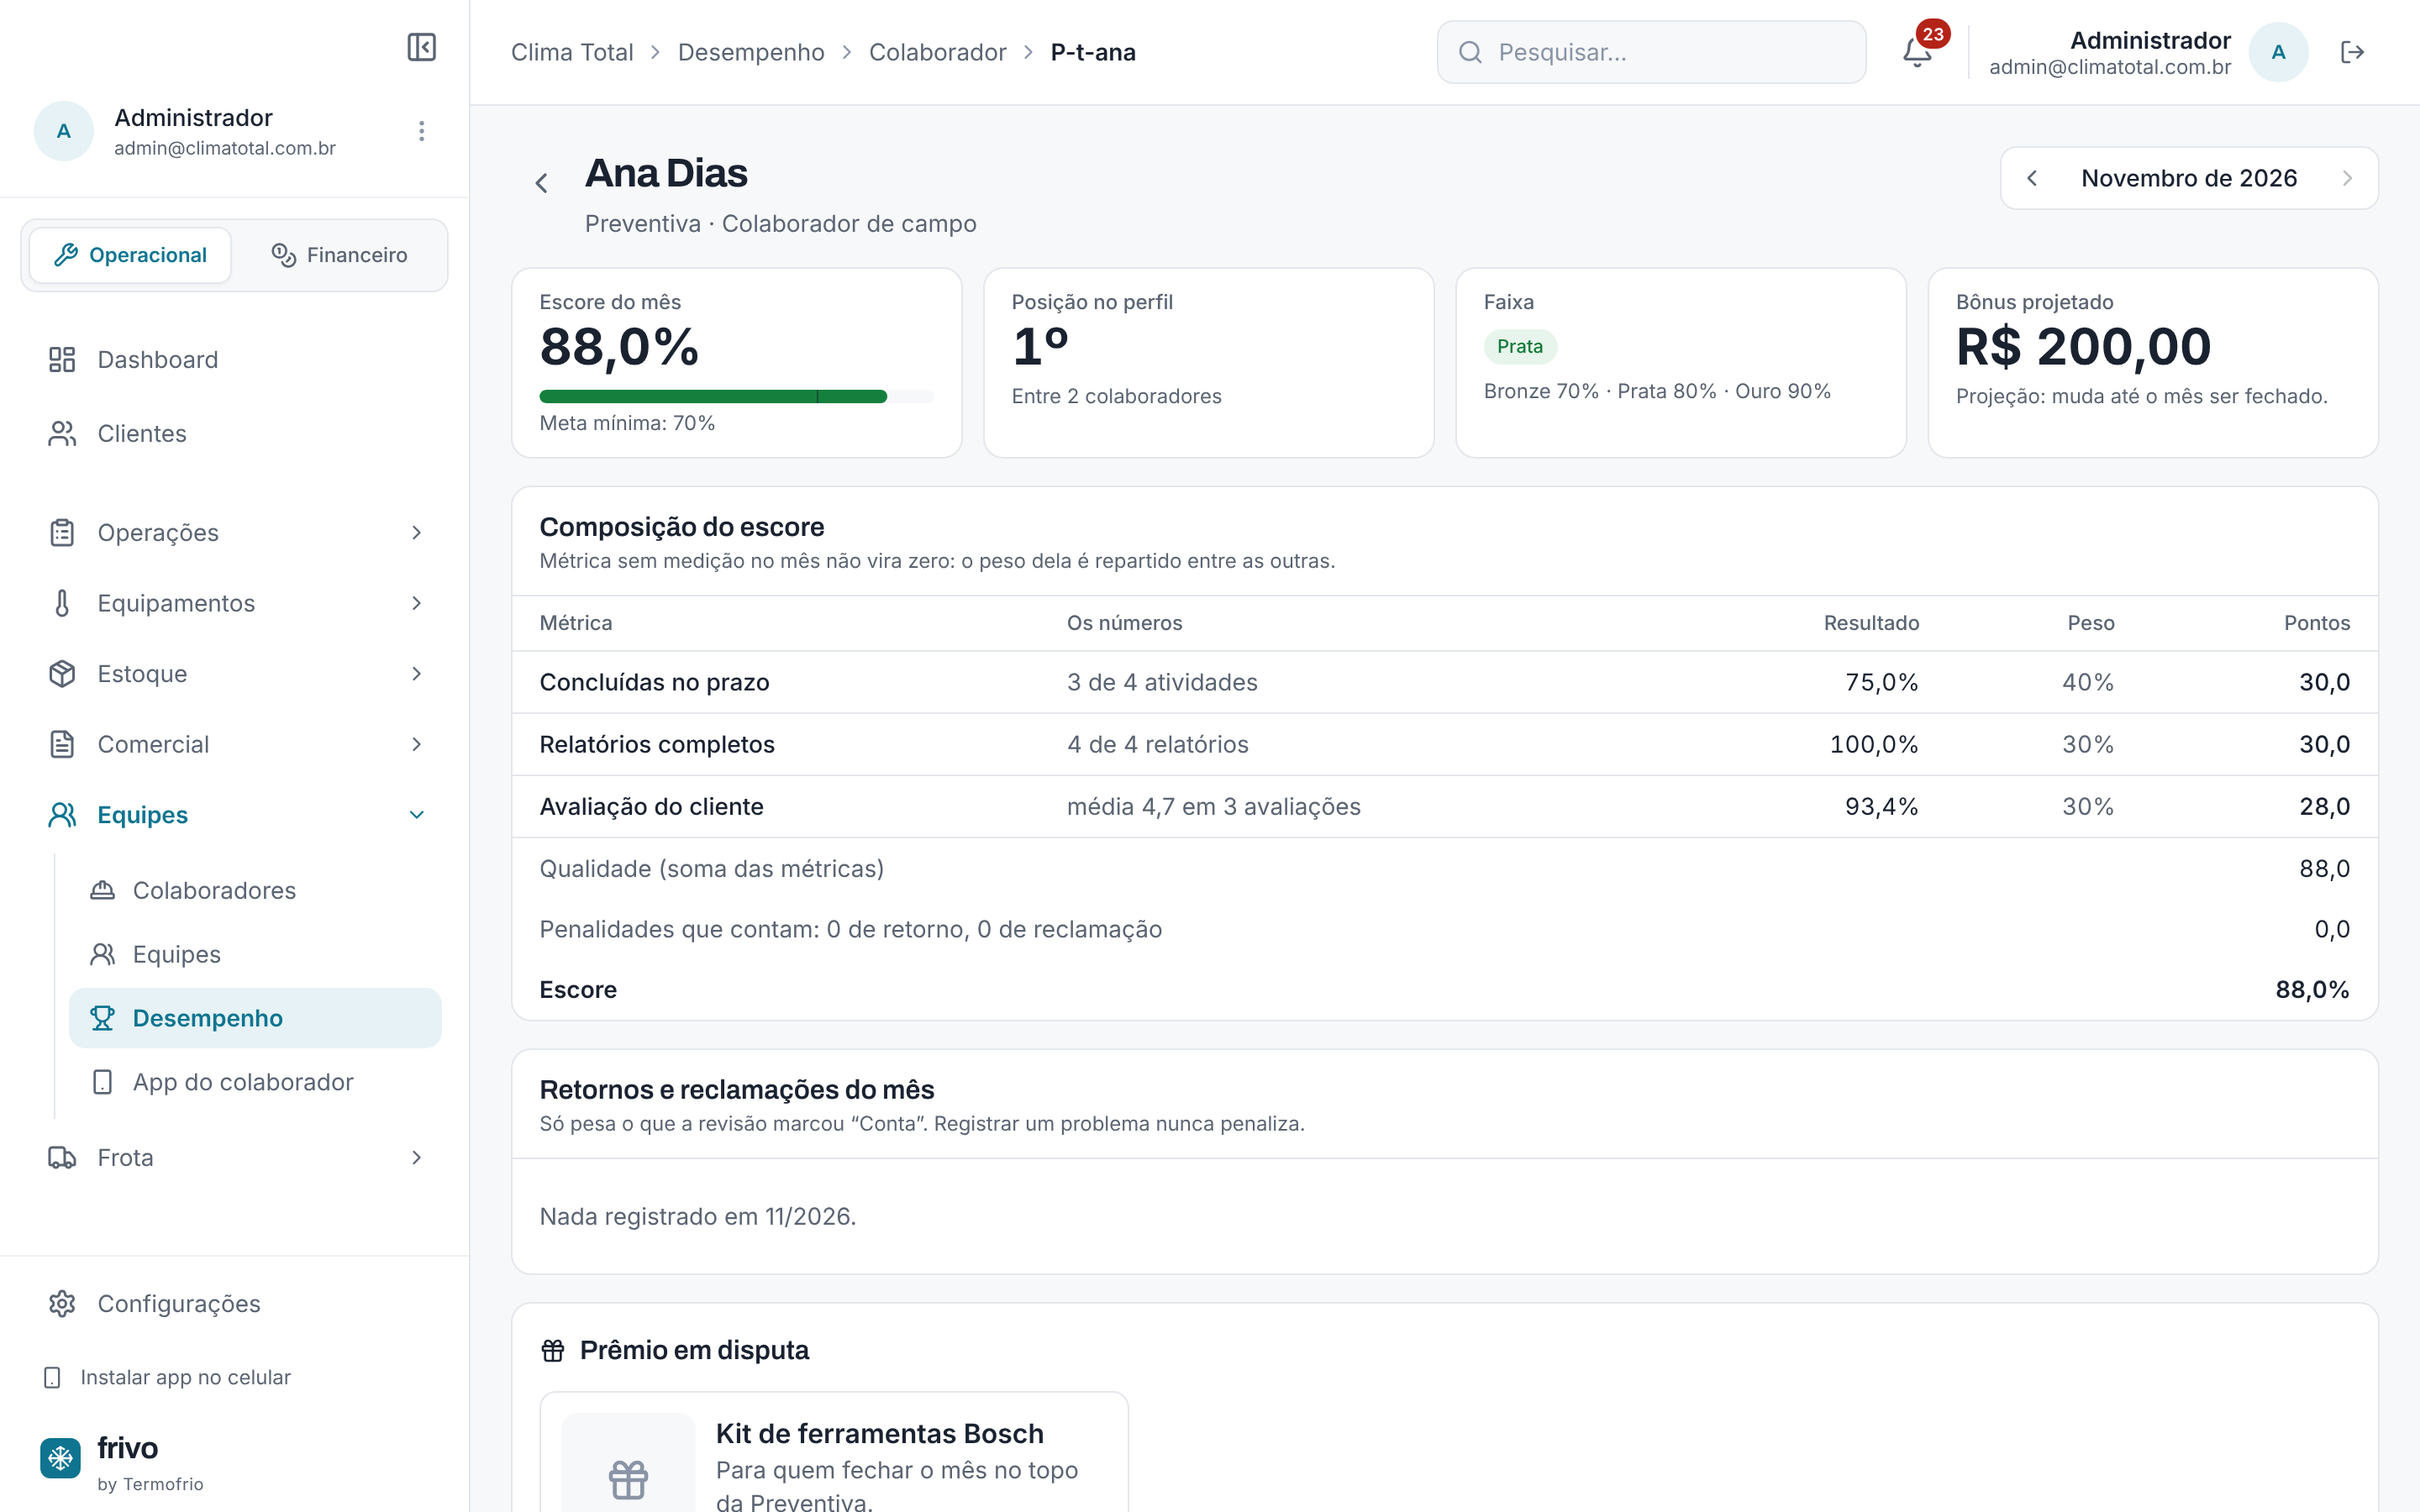 Administrador
admin@climatotal.com.br
A
Operacional
Financeiro
Dashboard
Clientes
Operações
Equipamentos
Estoque
Comercial
Equipes
Colaboradores
Equipes
Desempenho
App do colaborador
Frota
Configurações
Instalar app no celular
frivo
by Termofrio
Clima Total > Desempenho > Colaborador > P-t-ana
Pesquisar...
23
Administrador
admin@climatotal.com.br
A
Ana Dias
Preventiva · Colaborador de campo
Novembro de 2026
Escore do mês
88,0%
Meta mínima: 70%
Posição no perfil
1º
Entre 2 colaboradores
Faixa
Prata
Bronze 70% · Prata 80% · Ouro 90%
Bônus projetado
R$ 200,00
Projeção: muda até o mês ser fechado.
Composição do escore
Métrica sem medição no mês não vira zero: o peso dela é repartido entre as outras.
Métrica Os números Resultado Peso Pontos
Concluídas no prazo 3 de 4 atividades 75,0% 40% 30,0
Relatórios completos 4 de 4 relatórios 100,0% 30% 30,0
Avaliação do cliente média 4,7 em 3 avaliações 93,4% 30% 28,0
Qualidade (soma das métricas) 88,0
Penalidades que contam: 0 de retorno, 0 de reclamação 0,0
Escore 88,0%
Retornos e reclamações do mês
Só pesa o que a revisão marcou “Conta”. Registrar um problema nunca penaliza.
Nada registrado em 11/2026.
Prêmio em disputa
Kit de ferramentas Bosch
Para quem fechar o mês no topo
da Preventiva.